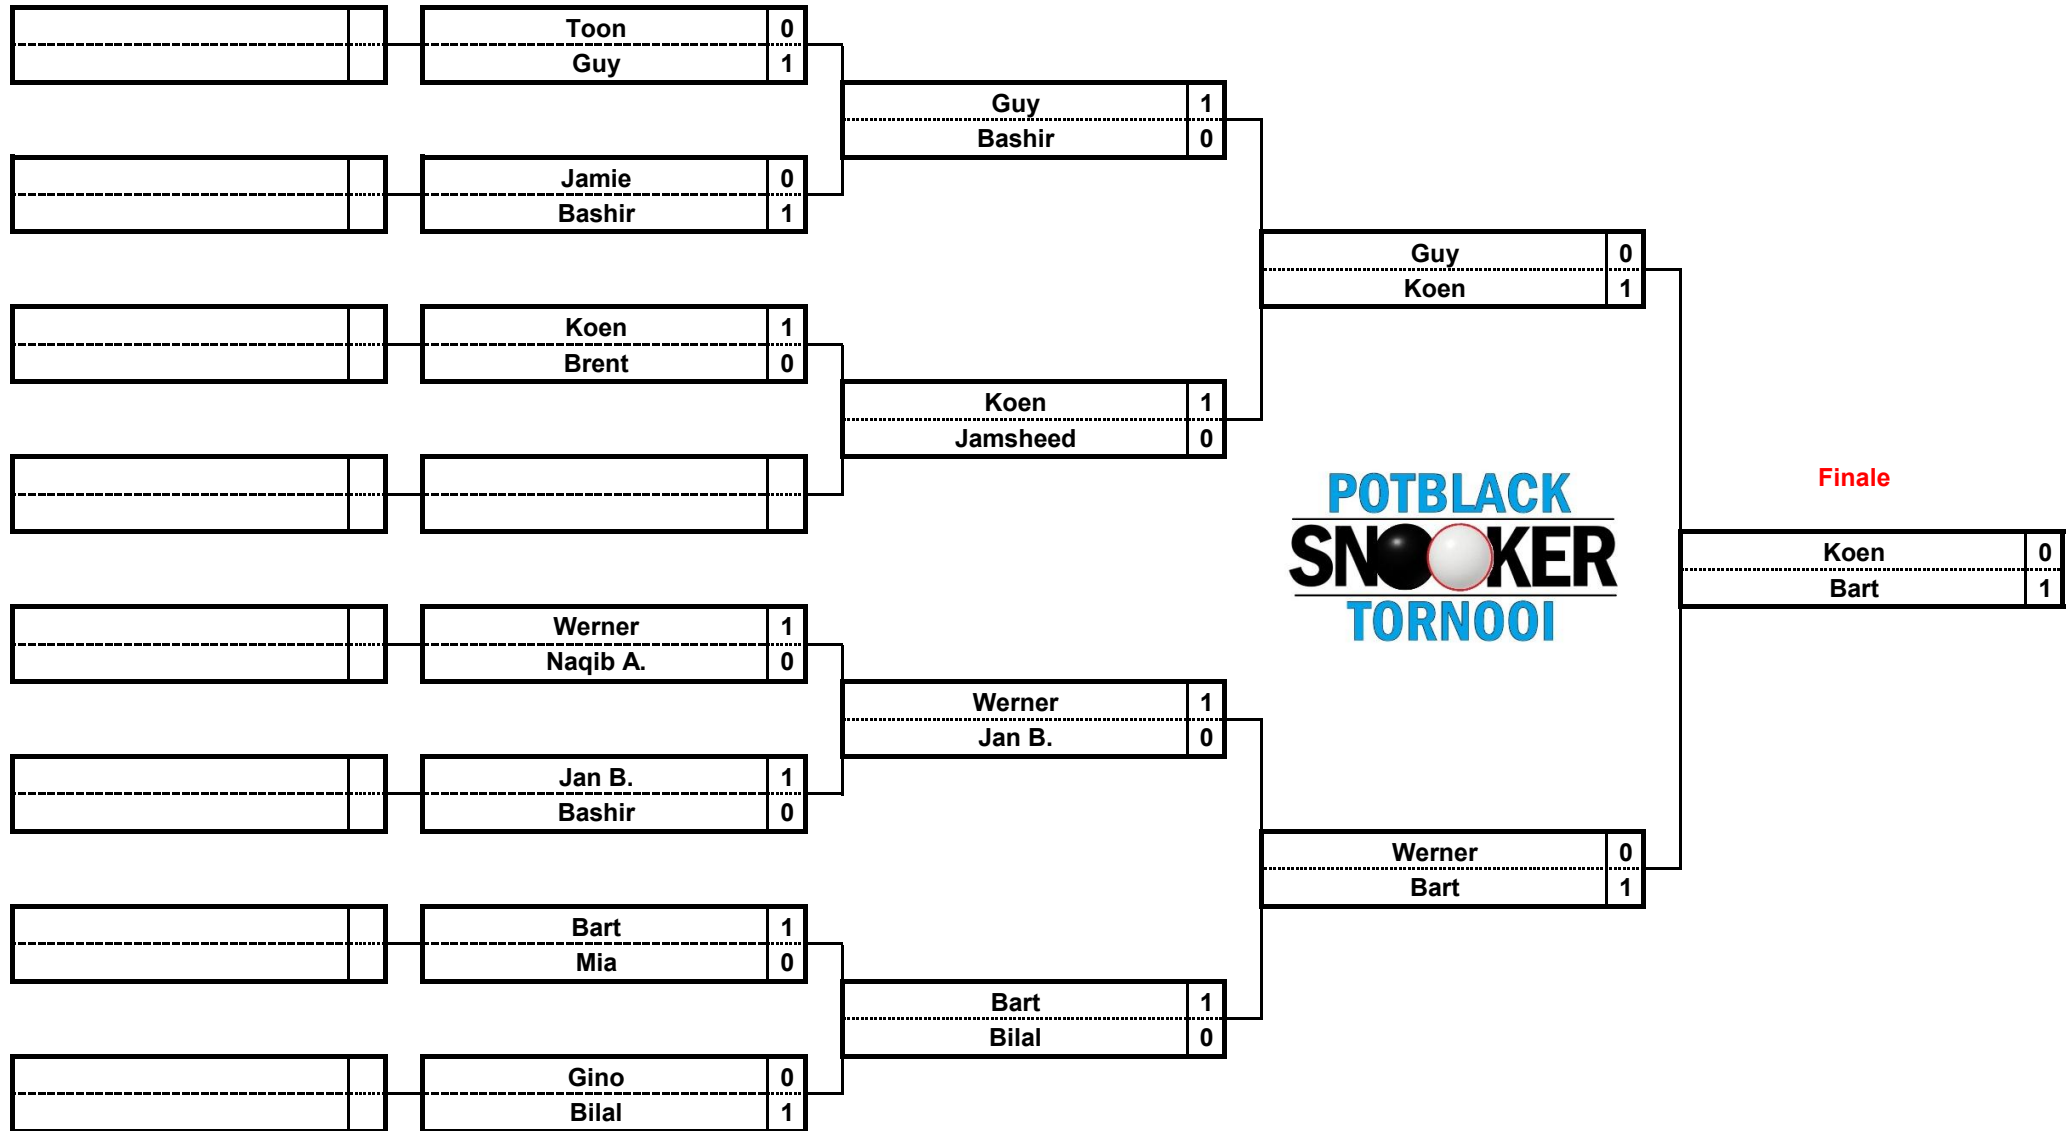 Toon 0
Guy 1
Jamie 0
Bashir 1
Koen 1
Brent 0
Werner 1
Naqib A. 0
Jan B. 1
Bashir 0
Bart 1
Mia 0
Gino 0
Bilal 1
Guy 1
Bashir 0
Koen 1
Jamsheed 0
Werner 1
Jan B. 0
Bart 1
Bilal 0
Guy 0
Koen 1
Werner 0
Bart 1
POTBLACK
SNOOKER
TORNOOI
Finale
Koen 0
Bart 1